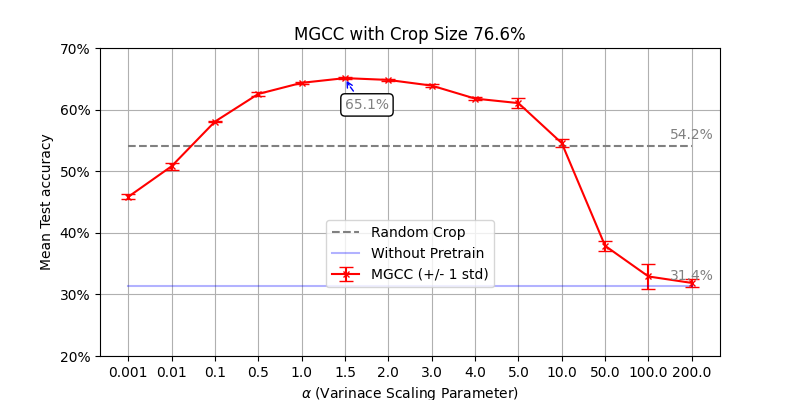 MGCC with Crop Size 76.6%
70%
60%
50%
40%
30%
20%
Mean Test accuracy
65.1%
54.2%
31.4%
Random Crop
Without Pretrain
MGCC (+/- 1 std)
0.001 0.01 0.1 0.5 1.0 1.5 2.0 3.0 4.0 5.0 10.0 50.0 100.0 200.0
α (Varinace Scaling Parameter)